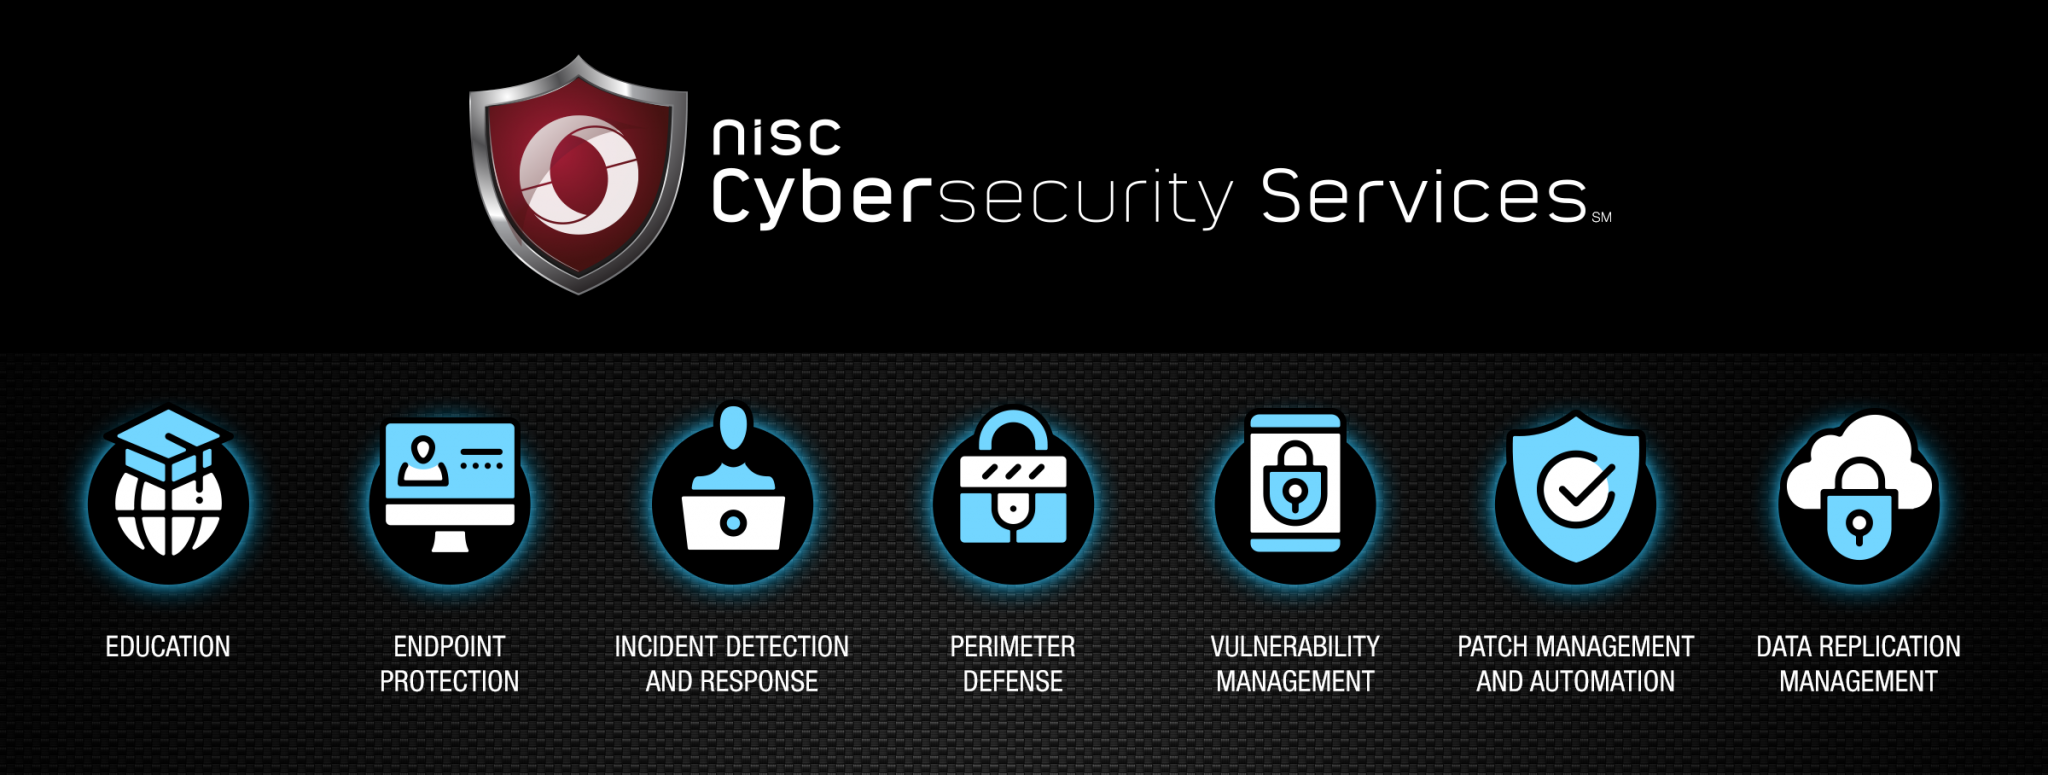 nisc
Cybersecurity Services SM
EDUCATION
ENDPOINT
PROTECTION
INCIDENT DETECTION
AND RESPONSE
PERIMETER
DEFENSE
VULNERABILITY
MANAGEMENT
PATCH MANAGEMENT
AND AUTOMATION
DATA REPLICATION
MANAGEMENT